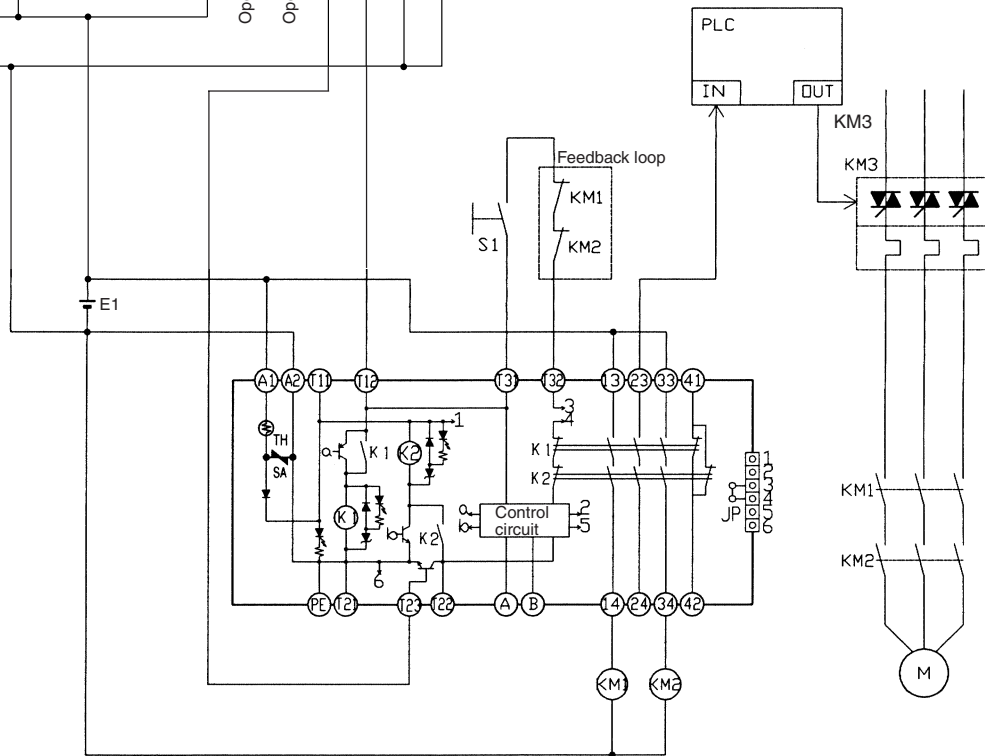 Op
Op
PLC
IN
OUT
KM3
KM3
Feedback loop
KM1
S1
KM2
E1
A1
A2
T11
T12
T31
T32
13
23
33
41
3
4
1
TH
SA
a
K1
K2
K1
K2
1
2
3
4
5
6
JP
K1
b
K2
a
b
Control
circuit
2
5
6
PE
T21
T23
T22
A
B
14
24
34
42
KM1
KM2
KM1
KM2
M